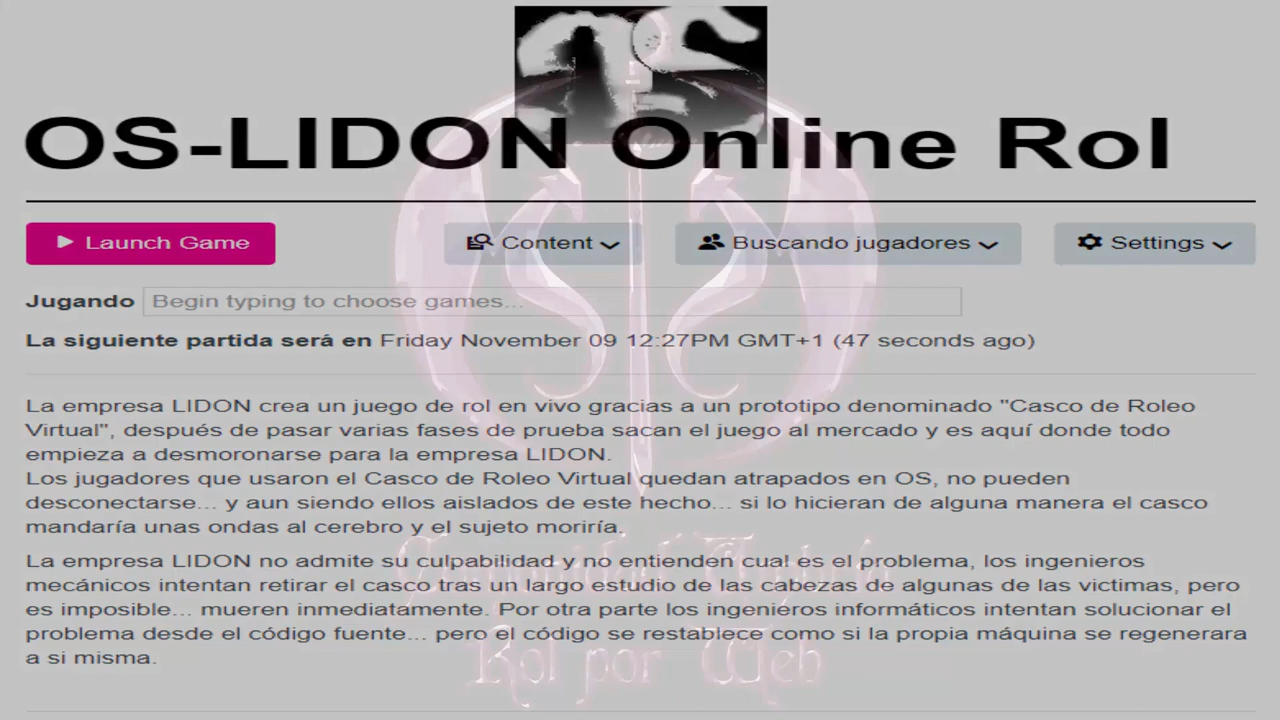 OS-LIDON Online Rol
Launch Game
Content
Buscando jugadores
Settings
Jugando Begin typing to choose games...
La siguiente partida será en Friday November 09 12:27PM GMT+1 (47 seconds ago)
La empresa LIDON crea un juego de rol en vivo gracias a un prototipo denominado "Casco de Roleo
Virtual", después de pasar varias fases de prueba sacan el juego al mercado y es aquí donde todo
empieza a desmoronarse para la empresa LIDON.
Los jugadores que usaron el Casco de Roleo Virtual quedan atrapados en OS, no pueden
desconectarse... y aun siendo ellos aislados de este hecho... si lo hicieran de alguna manera el casco
mandaría unas ondas al cerebro y el sujeto moriría.
La empresa LIDON no admite su culpabilidad y no entienden cual es el problema, los ingenieros
mecánicos intentan retirar el casco tras un largo estudio de las cabezas de algunas de las victimas, pero
es imposible... mueren inmediatamente. Por otra parte los ingenieros informáticos intentan solucionar el
problema desde el código fuente... pero el código se restablece como si la propia máquina se regenerara
a si misma.
Rol por Web